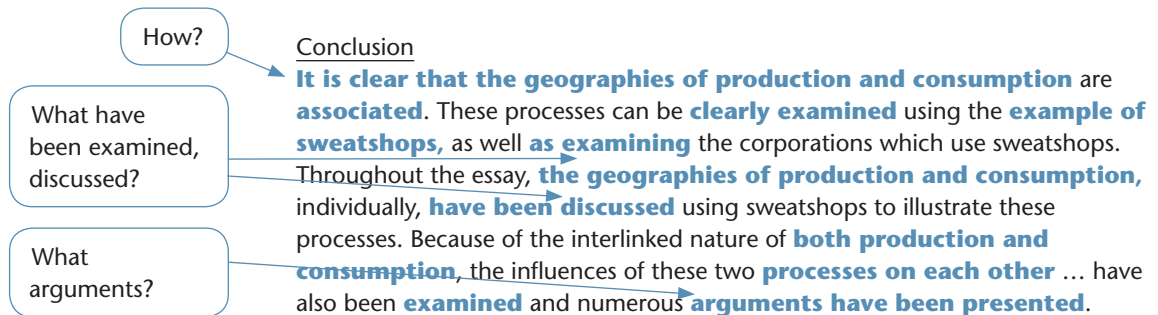 How?
What have
been examined,
discussed?
What
arguments?
Conclusion
It is clear that the geographies of production and consumption are
associated. These processes can be clearly examined using the example of
sweatshops, as well as examining the corporations which use sweatshops.
Throughout the essay, the geographies of production and consumption,
individually, have been discussed using sweatshops to illustrate these
processes. Because of the interlinked nature of both production and
consumption, the influences of these two processes on each other … have
also been examined and numerous arguments have been presented.